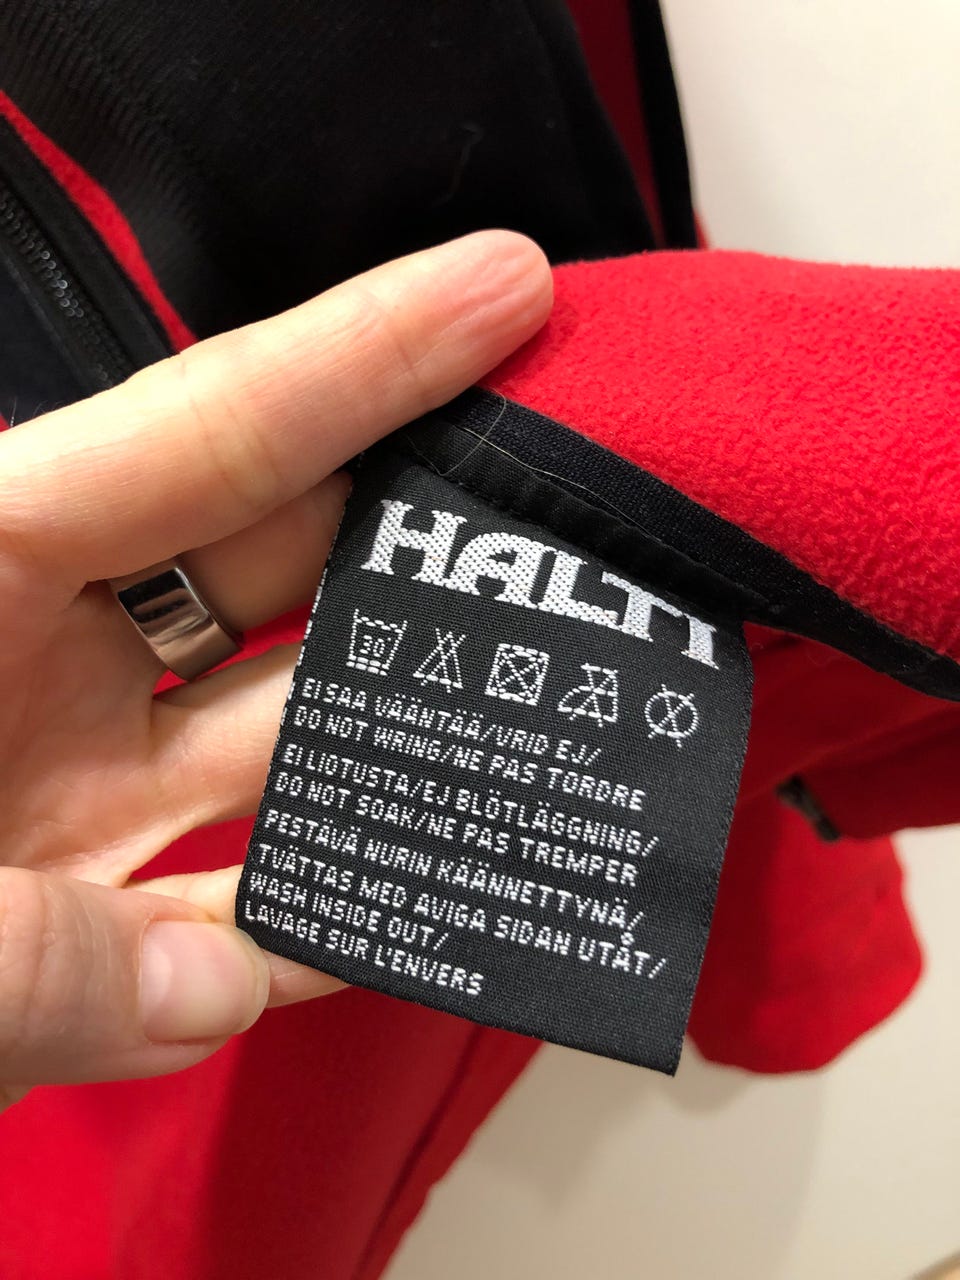 HALTI
30
EI SAA VÄÄNTÄÄ/VRID EJ/
DO NOT WRING/NE PAS TORDRE
EI LIOTUSTA/EJ BLÖTLÄGGNING/
DO NOT SOAK/NE PAS TREMPER
PESTÄVÄ NURIN KÄÄNNETTYNÄ/
TVÄTTAS MED AVIGA SIDAN UTÅT/
WASH INSIDE OUT/
LAVAGE SUR L'ENVERS